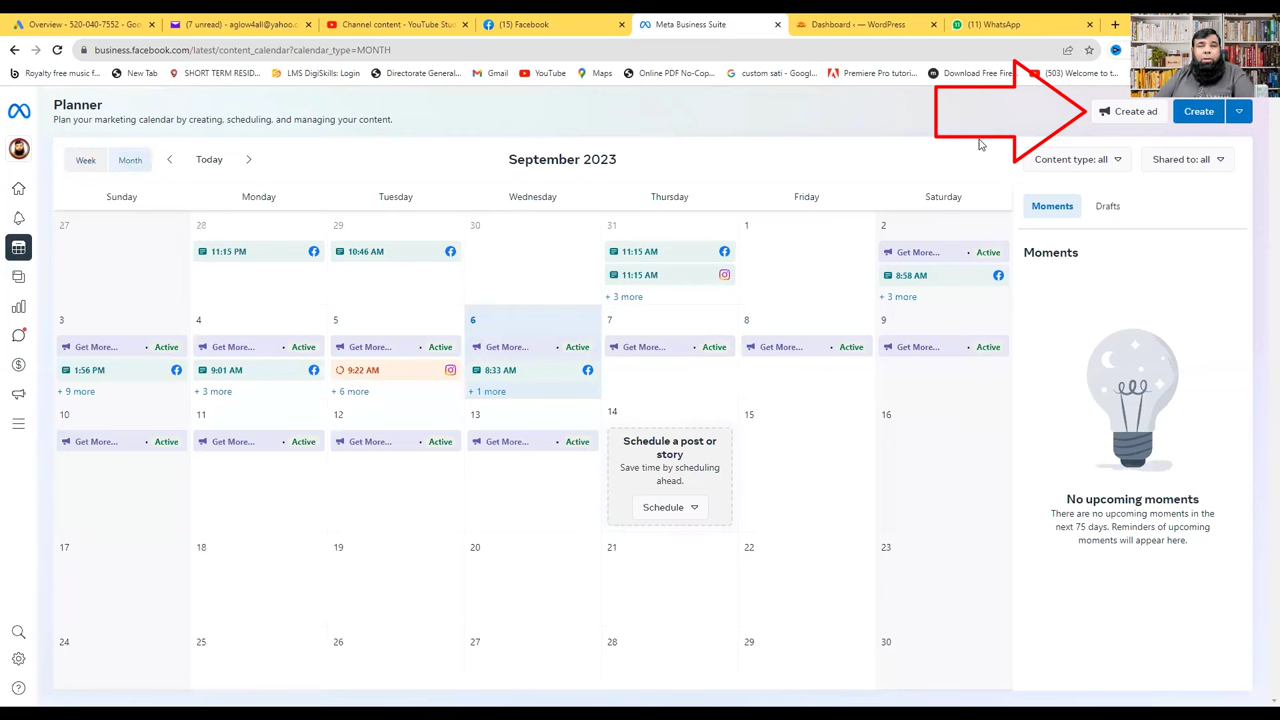 Overview - 520-040-7552 - Goo
(7 unread) - aglow4all@yahoo.c
Channel content - YouTube Stud
(15) Facebook
Meta Business Suite
Dashboard ‹ — WordPress
(11) WhatsApp
business.facebook.com/latest/content_calendar?calendar_type=MONTH
Royalty free music f...
New Tab
SHORT TERM RESID...
LMS DigiSkills: Login
Directorate General...
Gmail
YouTube
Maps
Online PDF No-Cop...
custom sati - Googl...
Premiere Pro tutori...
Download Free Fire
(503) Welcome to t...
Planner
Plan your marketing calendar by creating, scheduling, and managing your content.
Create ad
Create
Week
Month
Today
September 2023
Content type: all
Shared to: all
Sunday
Monday
Tuesday
Wednesday
Thursday
Friday
Saturday
Moments
Drafts
27
28
29
30
31
1
2
11:15 PM
10:46 AM
11:15 AM
Get More...
• Active
11:15 AM
8:58 AM
+ 3 more
+ 3 more
Moments
3
4
5
6
7
8
9
Get More...
• Active
Get More...
• Active
Get More...
• Active
Get More...
• Active
Get More...
• Active
Get More...
• Active
Get More...
• Active
1:56 PM
9:01 AM
9:22 AM
8:33 AM
+ 9 more
+ 3 more
+ 6 more
+ 1 more
10
11
12
13
14
15
16
Get More...
• Active
Get More...
• Active
Get More...
• Active
Get More...
• Active
Schedule a post or
story
Save time by scheduling
ahead.
Schedule
No upcoming moments
There are no upcoming moments in the
next 75 days. Reminders of upcoming
moments will appear here.
17
18
19
20
21
22
23
24
25
26
27
28
29
30